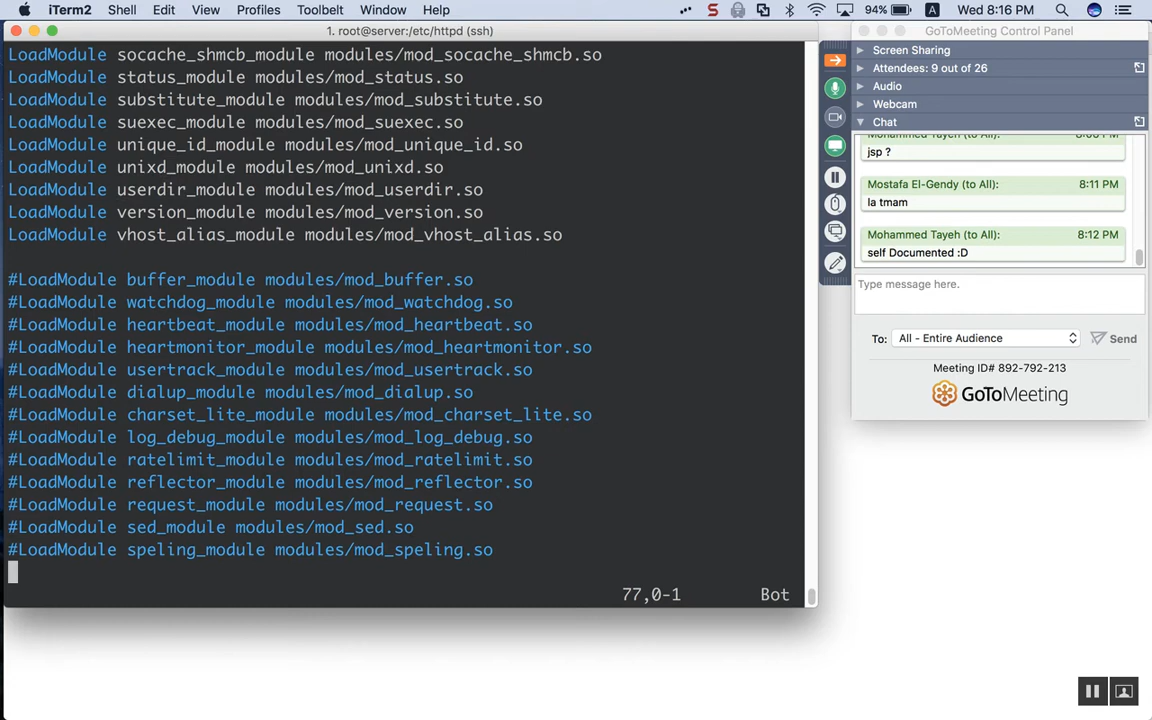 iTerm2 Shell Edit View Profiles Toolbelt Window Help 94% A Wed 8:16 PM
1. root@server:/etc/httpd (ssh)
LoadModule socache_shmcb_module modules/mod_socache_shmcb.so
LoadModule status_module modules/mod_status.so
LoadModule substitute_module modules/mod_substitute.so
LoadModule suexec_module modules/mod_suexec.so
LoadModule unique_id_module modules/mod_unique_id.so
LoadModule unixd_module modules/mod_unixd.so
LoadModule userdir_module modules/mod_userdir.so
LoadModule version_module modules/mod_version.so
LoadModule vhost_alias_module modules/mod_vhost_alias.so
#LoadModule buffer_module modules/mod_buffer.so
#LoadModule watchdog_module modules/mod_watchdog.so
#LoadModule heartbeat_module modules/mod_heartbeat.so
#LoadModule heartmonitor_module modules/mod_heartmonitor.so
#LoadModule usertrack_module modules/mod_usertrack.so
#LoadModule dialup_module modules/mod_dialup.so
#LoadModule charset_lite_module modules/mod_charset_lite.so
#LoadModule log_debug_module modules/mod_log_debug.so
#LoadModule ratelimit_module modules/mod_ratelimit.so
#LoadModule reflector_module modules/mod_reflector.so
#LoadModule request_module modules/mod_request.so
#LoadModule sed_module modules/mod_sed.so
#LoadModule speling_module modules/mod_speling.so
77,0-1 Bot
GoToMeeting Control Panel
Screen Sharing
Attendees: 9 out of 26
Audio
Webcam
Chat
Mohammed Tayeh (to All):
jsp ?
Mostafa El-Gendy (to All): 8:11 PM
la tmam
Mohammed Tayeh (to All): 8:12 PM
self Documented :D
Type message here.
To: All - Entire Audience Send
Meeting ID# 892-792-213
GoToMeeting